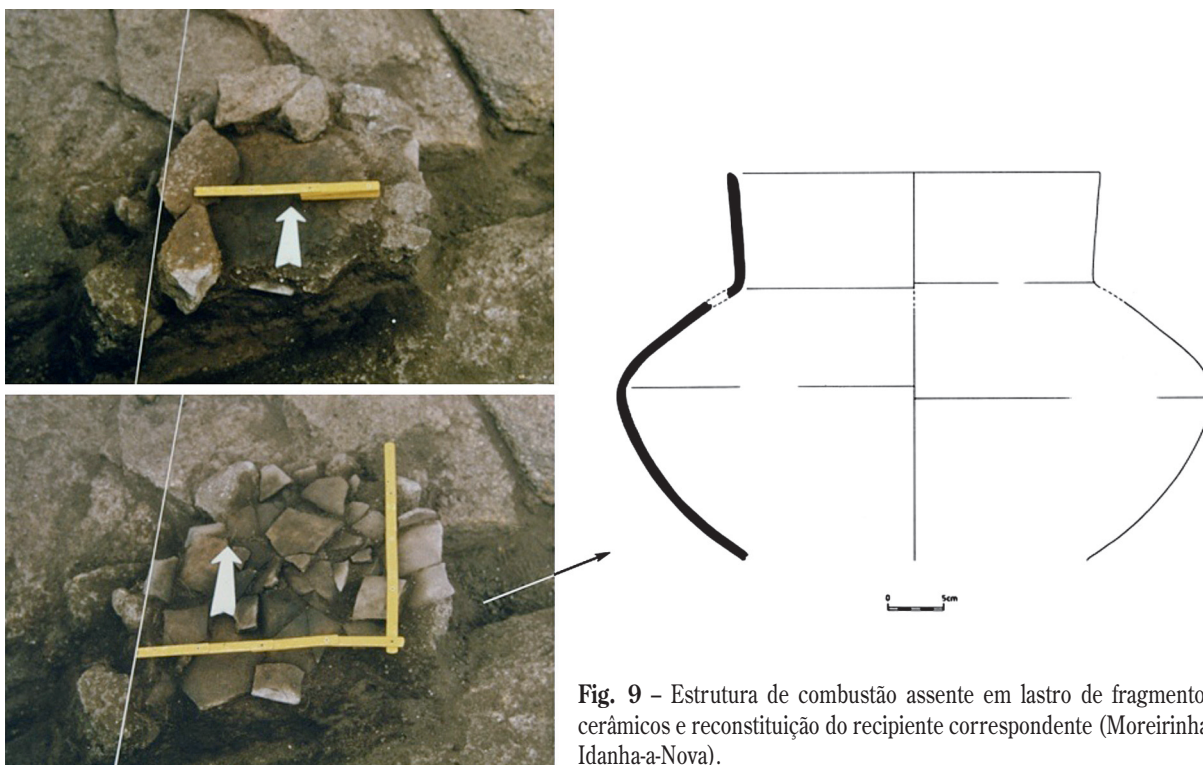 0 5cm
Fig. 9 – Estrutura de combustão assente em lastro de fragmento
cerâmicos e reconstituição do recipiente correspondente (Moreirinha
Idanha-a-Nova).